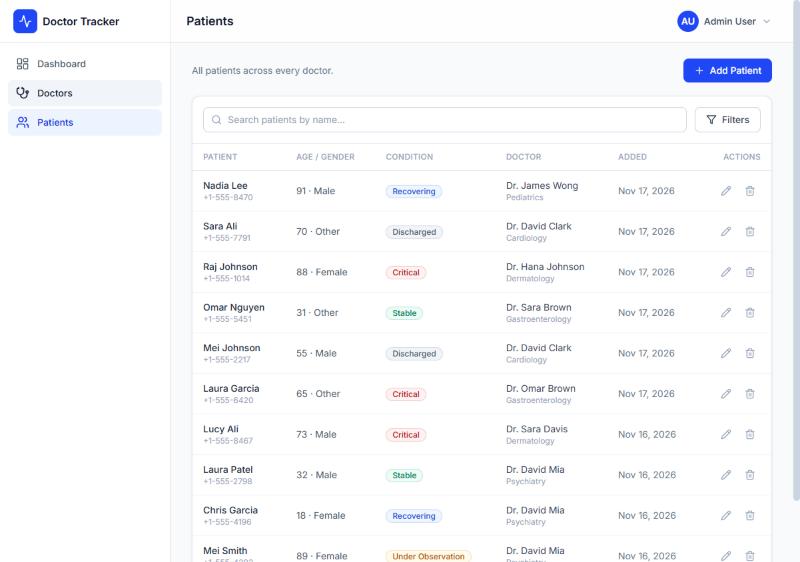 Doctor Tracker
Patients
AU Admin User
Dashboard
Doctors
Patients
All patients across every doctor.
Add Patient
Search patients by name...
Filters
PATIENT AGE / GENDER CONDITION DOCTOR ADDED ACTIONS
Nadia Lee
+1-555-8470
91 · Male
Recovering
Dr. James Wong
Pediatrics
Nov 17, 2026
Sara Ali
+1-555-7791
70 · Other
Discharged
Dr. David Clark
Cardiology
Nov 17, 2026
Raj Johnson
+1-555-1014
88 · Female
Critical
Dr. Hana Johnson
Dermatology
Nov 17, 2026
Omar Nguyen
+1-555-5451
31 · Other
Stable
Dr. Sara Brown
Gastroenterology
Nov 17, 2026
Mei Johnson
+1-555-2217
55 · Male
Discharged
Dr. David Clark
Cardiology
Nov 17, 2026
Laura Garcia
+1-555-6420
65 · Other
Critical
Dr. Omar Brown
Gastroenterology
Nov 17, 2026
Lucy Ali
+1-555-8467
73 · Male
Critical
Dr. Sara Davis
Dermatology
Nov 16, 2026
Laura Patel
+1-555-2798
32 · Male
Stable
Dr. David Mia
Psychiatry
Nov 16, 2026
Chris Garcia
+1-555-4196
18 · Female
Recovering
Dr. David Mia
Psychiatry
Nov 16, 2026
Mei Smith
89 · Female
Under Observation
Dr. David Mia
Psychiatry
Nov 16, 2026